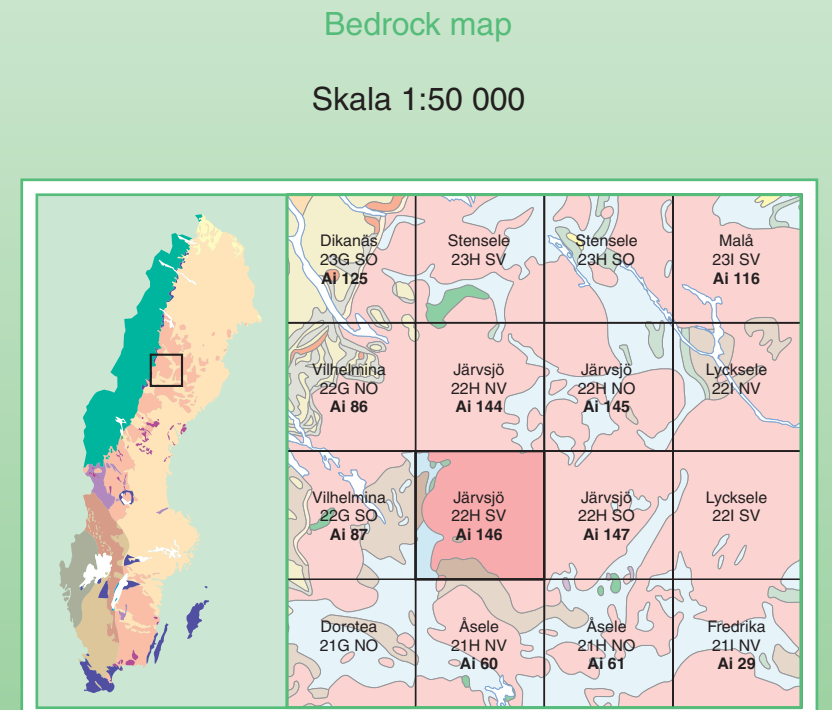 Bedrock map
Skala 1:50 000
Dikanäs
23G SO
Ai 125
Stensele
23H SV
Stensele
23H SO
Malå
23I SV
Ai 116
Vilhelmina
22G NO
Ai 86
Järvsjö
22H NV
Ai 144
Järvsjö
22H NO
Ai 145
Lycksele
22I NV
Vilhelmina
22G SO
Ai 87
Järvsjö
22H SV
Ai 146
Järvsjö
22H SO
Ai 147
Lycksele
22I SV
Dorotea
21G NO
Åsele
21H NV
Ai 60
Åsele
21H NO
Ai 61
Fredrika
21I NV
Ai 29